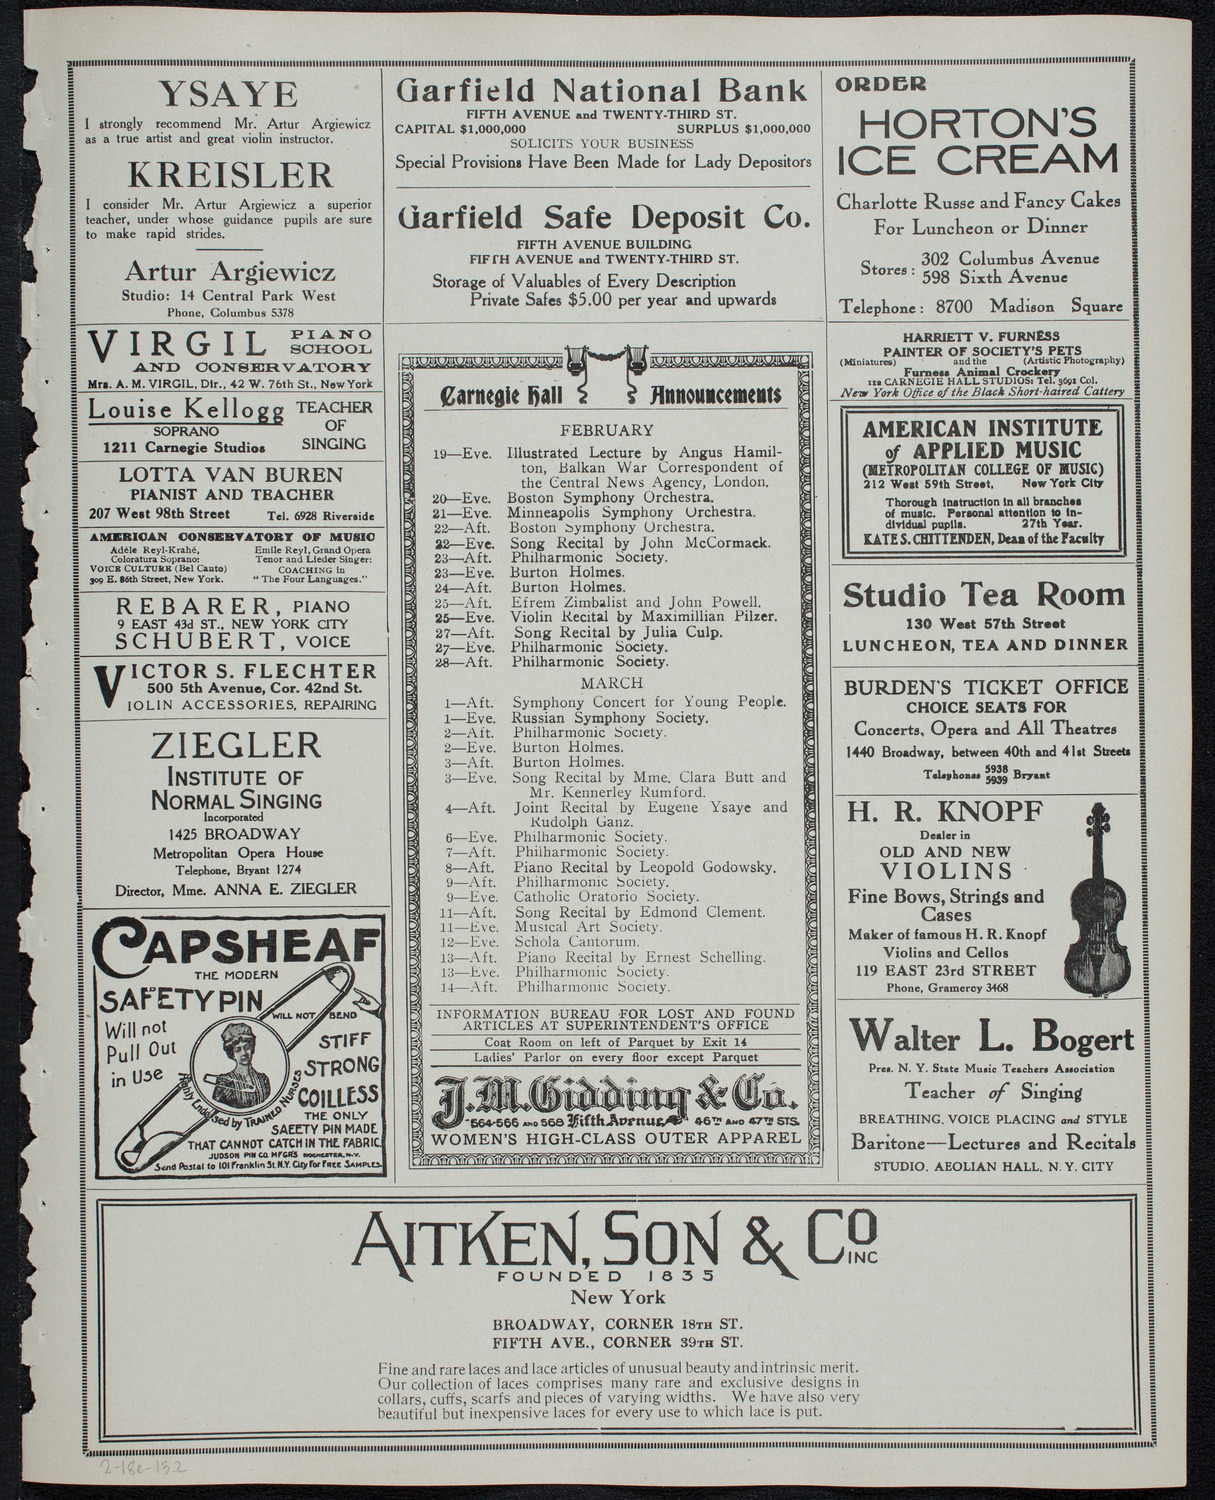 YSAYE
I strongly recommend Mr. Artur Argiewicz
as a true artist and great violin instructor.
KREISLER
I consider Mr. Artur Argiewicz a superior
teacher, under whose guidance pupils are sure
to make rapid strides.
Artur Argiewicz
Studio: 14 Central Park West
Phone, Columbus 5378
VIRGIL PIANO
SCHOOL
AND CONSERVATORY
Mrs. A. M. VIRGIL, Dir., 42 W. 76th St., New York
Louise Kellogg TEACHER
SOPRANO OF
1211 Carnegie Studios SINGING
LOTTA VAN BUREN
PIANIST AND TEACHER
207 West 98th Street Tel. 6928 Riverside
AMERICAN CONSERVATORY OF MUSIC
Adèle Reyl-Krahé, Emile Reyl, Grand Opera
Coloratura Soprano: Tenor and Lieder Singer:
VOICE CULTURE (Bel Canto) COACHING in
309 E. 86th Street, New York. "The Four Languages."
REBARER, PIANO
9 EAST 43d ST., NEW YORK CITY
SCHUBERT, VOICE
VICTOR S. FLECHTER
500 5th Avenue, Cor. 42nd St.
VIOLIN ACCESSORIES, REPAIRING
ZIEGLER
INSTITUTE OF
NORMAL SINGING
Incorporated
1425 BROADWAY
Metropolitan Opera House
Telephone, Bryant 1274
Director, Mme. ANNA E. ZIEGLER
CAPSHEAF
THE MODERN
SAFETY PIN
WILL NOT BEND
Will not
Pull Out
in Use
STIFF
STRONG
COILLESS
Highly Endorsed by TRAINED NURSES
THE ONLY
SAFETY PIN MADE
THAT CANNOT CATCH IN THE FABRIC.
JUDSON PIN CO. MFGRS ROCHESTER, N.Y.
Send Postal to 101 Franklin St. N.Y. City for FREE SAMPLES
Garfield National Bank
FIFTH AVENUE and TWENTY-THIRD ST.
CAPITAL $1,000,000 SURPLUS $1,000,000
SOLICITS YOUR BUSINESS
Special Provisions Have Been Made for Lady Depositors
Garfield Safe Deposit Co.
FIFTH AVENUE BUILDING
FIFTH AVENUE and TWENTY-THIRD ST.
Storage of Valuables of Every Description
Private Safes $5.00 per year and upwards
Carnegie Hall Announcements
FEBRUARY
19—Eve. Illustrated Lecture by Angus Hamil-
ton, Balkan War Correspondent of
the Central News Agency, London.
20—Eve. Boston Symphony Orchestra.
21—Eve. Minneapolis Symphony Orchestra.
22—Aft. Boston Symphony Orchestra.
22—Eve. Song Recital by John McCormack.
23—Aft. Philharmonic Society.
23—Eve. Burton Holmes.
24—Aft. Burton Holmes.
25—Aft. Efrem Zimbalist and John Powell.
25—Eve. Violin Recital by Maximillian Pilzer.
27—Aft. Song Recital by Julia Culp.
27—Eve. Philharmonic Society.
28—Aft. Philharmonic Society.
MARCH
1—Aft. Symphony Concert for Young People.
1—Eve. Russian Symphony Society.
2—Aft. Philharmonic Society.
2—Eve. Burton Holmes.
3—Aft. Burton Holmes.
3—Eve. Song Recital by Mme. Clara Butt and
Mr. Kennerley Rumford.
4—Aft. Joint Recital by Eugene Ysaye and
Rudolph Ganz.
6—Eve. Philharmonic Society.
7—Aft. Philharmonic Society.
8—Aft. Piano Recital by Leopold Godowsky.
9—Aft. Philharmonic Society.
9—Eve. Catholic Oratorio Society.
11—Aft. Song Recital by Edmond Clement.
11—Eve. Musical Art Society.
12—Eve. Schola Cantorum.
13—Aft. Piano Recital by Ernest Schelling.
13—Eve. Philharmonic Society.
14—Aft. Philharmonic Society.
INFORMATION BUREAU FOR LOST AND FOUND
ARTICLES AT SUPERINTENDENT'S OFFICE
Coat Room on left of Parquet by Exit 14
Ladies' Parlor on every floor except Parquet
J. M. Gidding & Co.
564-566 AND 568 Fifth Avenue 46TH AND 47TH STS.
WOMEN'S HIGH-CLASS OUTER APPAREL
ORDER
HORTON'S
ICE CREAM
Charlotte Russe and Fancy Cakes
For Luncheon or Dinner
Stores: 302 Columbus Avenue
598 Sixth Avenue
Telephone: 8700 Madison Square
HARRIETT V. FURNESS
PAINTER OF SOCIETY'S PETS
(Miniatures) and the (Artistic Photography)
Furness Animal Crockery
112 CARNEGIE HALL STUDIOS: Tel. 3691 Col.
New York Office of the Black Short-haired Cattery
AMERICAN INSTITUTE
of APPLIED MUSIC
(METROPOLITAN COLLEGE OF MUSIC)
212 West 59th Street, New York City
Thorough instruction in all branches
of music. Personal attention to in-
dividual pupils. 27th Year.
KATE S. CHITTENDEN, Dean of the Faculty
Studio Tea Room
130 West 57th Street
LUNCHEON, TEA AND DINNER
BURDEN'S TICKET OFFICE
CHOICE SEATS FOR
Concerts, Opera and All Theatres
1440 Broadway, between 40th and 41st Streets
Telephones 5938
5939 Bryant
H. R. KNOPF
Dealer in
OLD AND NEW
VIOLINS
Fine Bows, Strings and
Cases
Maker of famous H. R. Knopf
Violins and Cellos
119 EAST 23rd STREET
Phone, Gramercy 3468
Walter L. Bogert
Pres. N. Y. State Music Teachers Association
Teacher of Singing
BREATHING, VOICE PLACING and STYLE
Baritone—Lectures and Recitals
STUDIO, AEOLIAN HALL, N. Y. CITY
AITKEN, SON & CO INC
FOUNDED 1835
New York
BROADWAY, CORNER 18TH ST.
FIFTH AVE., CORNER 39TH ST.
Fine and rare laces and lace articles of unusual beauty and intrinsic merit.
Our collection of laces comprises many rare and exclusive designs in
collars, cuffs, scarfs and pieces of varying widths. We have also very
beautiful but inexpensive laces for every use to which lace is put.
2-18e-13.2